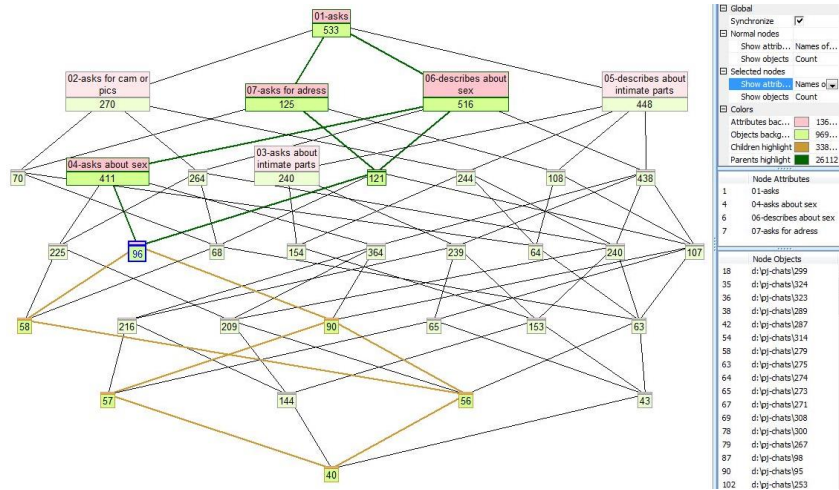 01-asks
533
02-asks for cam or
pics
270
07-asks for adress
125
06-describes about
sex
516
05-describes about
intimate parts
448
04-asks about sex
411
03-asks about
intimate parts
240
70
264
121
244
108
438
225
96
68
154
364
239
64
240
107
58
216
209
90
65
153
63
57
144
56
43
40
Global
Synchronize
Normal nodes
Show attrib... Names of...
Show objects Count
Selected nodes
Show attrib... Names o
Show objects Count
Colors
Attributes bac... 136...
Objects backg... 969...
Children highlight 338...
Parents highlight 26112
Node Attributes
1 01-asks
4 04-asks about sex
6 06-describes about sex
7 07-asks for adress
Node Objects
18 d:\pj-chats\299
35 d:\pj-chats\324
36 d:\pj-chats\323
38 d:\pj-chats\289
42 d:\pj-chats\287
54 d:\pj-chats\314
58 d:\pj-chats\279
63 d:\pj-chats\275
64 d:\pj-chats\274
65 d:\pj-chats\273
67 d:\pj-chats\271
69 d:\pj-chats\308
78 d:\pj-chats\300
79 d:\pj-chats\267
87 d:\pj-chats\98
90 d:\pj-chats\95
102 d:\pj-chats\253